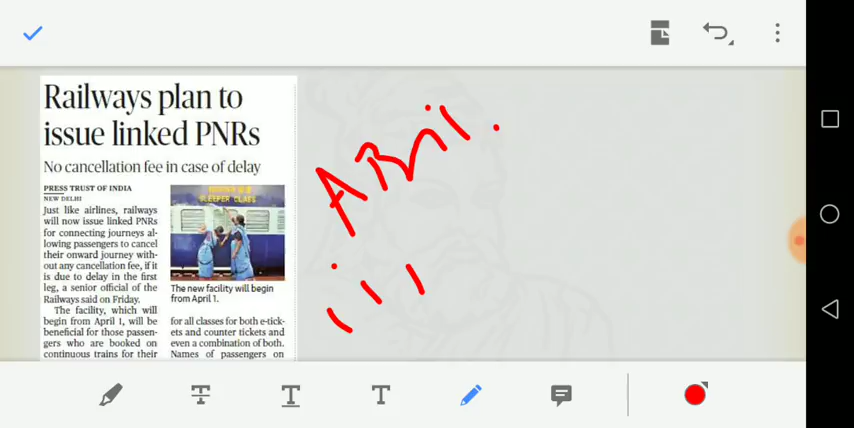 Railways plan to
issue linked PNRs
No cancellation fee in case of delay
PRESS TRUST OF INDIA
NEW DELHI
Just like airlines, railways
will now issue linked PNRs
for connecting journeys al-
lowing passengers to cancel
their onward journey with-
out any cancellation fee, if it
is due to delay in the first
leg, a senior official of the
Railways said on Friday.
The facility, which will
begin from April 1, will be
beneficial for those passen-
gers who are booked on
continuous trains for their
SLEEPER CLASS
The new facility will begin
from April 1.
for all classes for both e-tick-
ets and counter tickets and
even a combination of both.
Names of passengers on
T
T
T